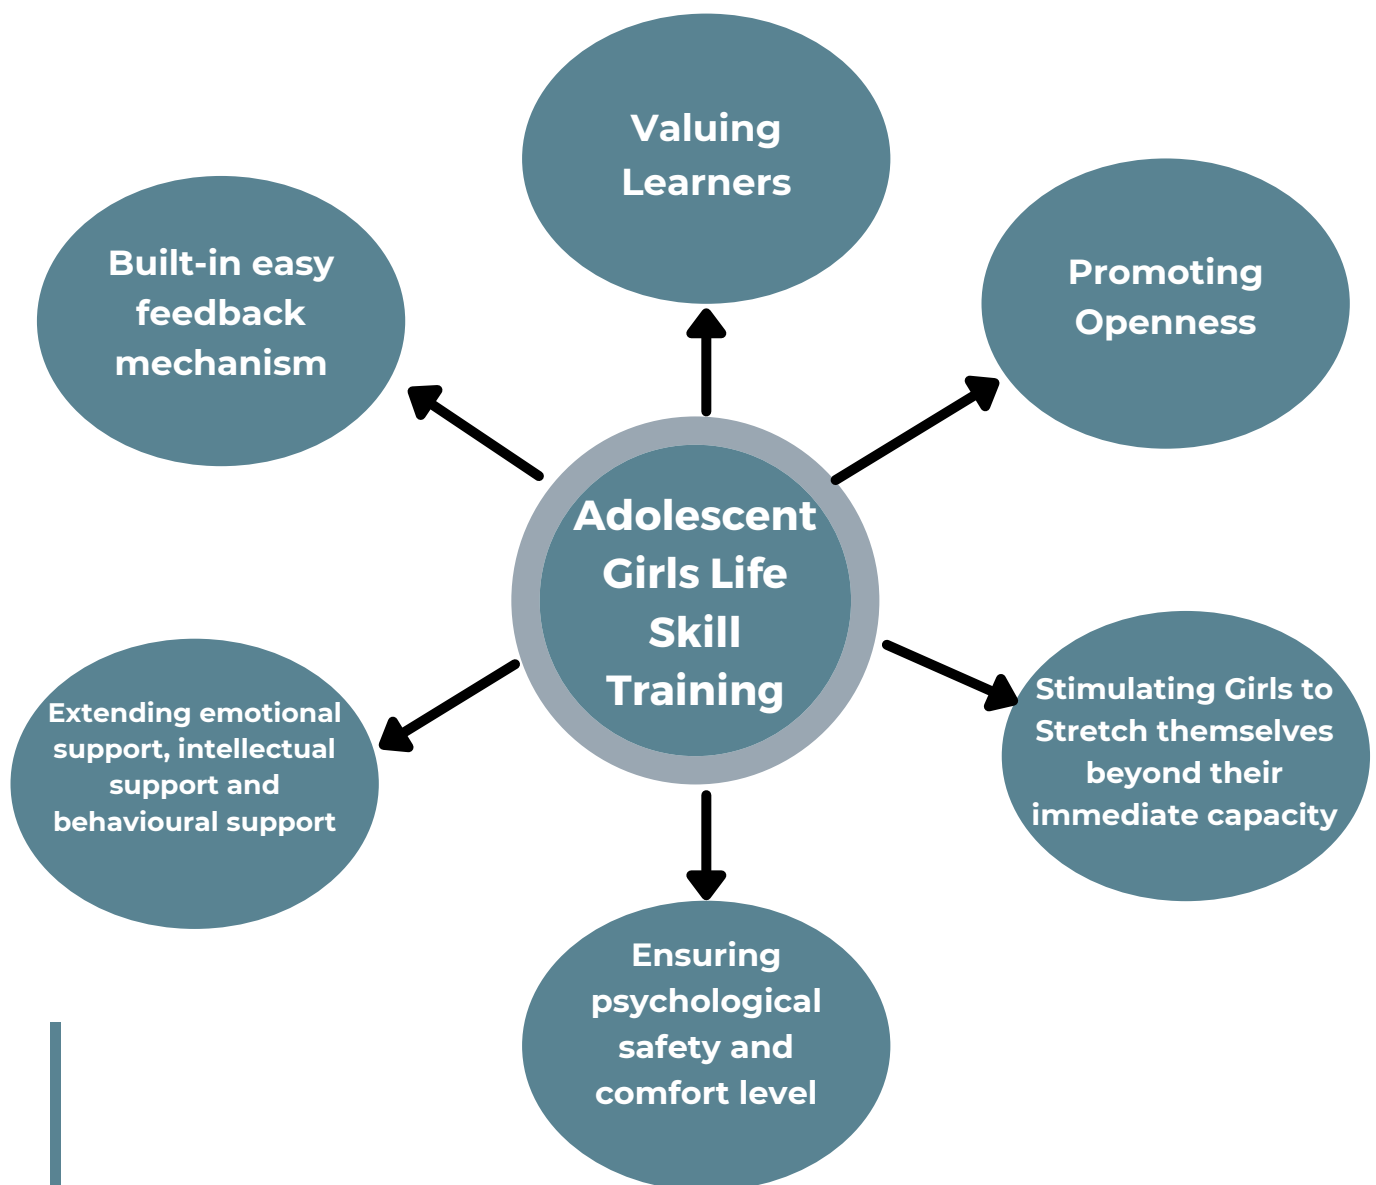 Valuing
Learners
Built-in easy
feedback
mechanism
Promoting
Openness
Adolescent
Girls Life
Skill
Training
Extending emotional
support, intellectual
support and
behavioural support
Stimulating Girls to
Stretch themselves
beyond their
immediate capacity
Ensuring
psychological
safety and
comfort level